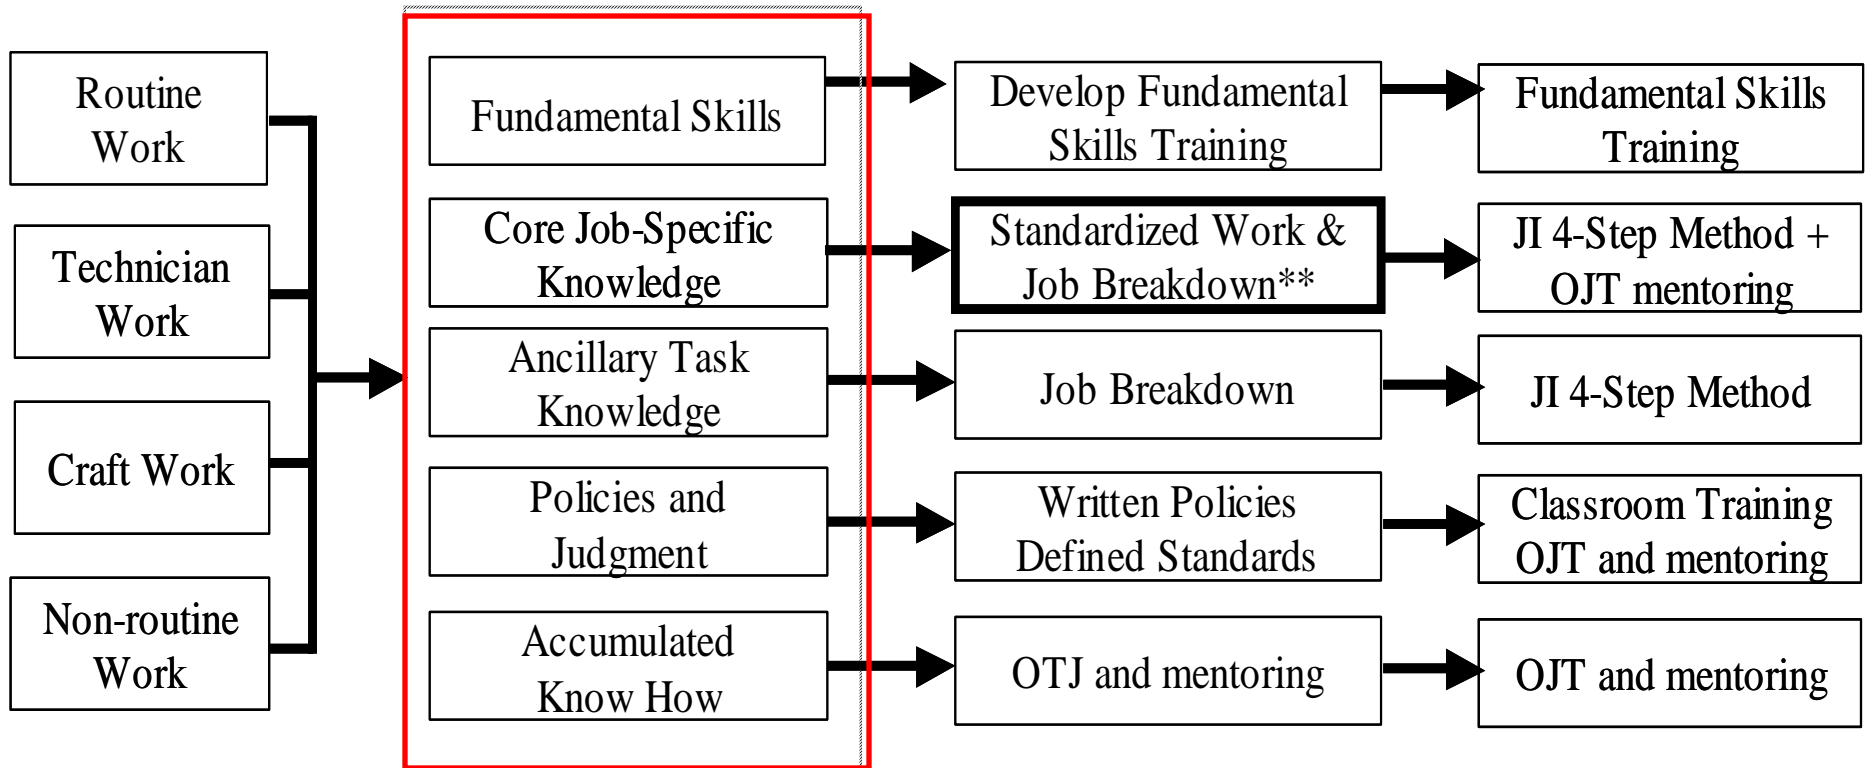 Routine
Work
Technician
Work
Craft Work
Non-routine
Work
Fundamental Skills
Core Job-Specific
Knowledge
Ancillary Task
Knowledge
Policies and
Judgment
Accumulated
Know How
Develop Fundamental
Skills Training
Standardized Work &
Job Breakdown**
Job Breakdown
Written Policies
Defined Standards
OTJ and mentoring
Fundamental Skills
Training
JI 4-Step Method +
OJT mentoring
JI 4-Step Method
Classroom Training
OJT and mentoring
OJT and mentoring